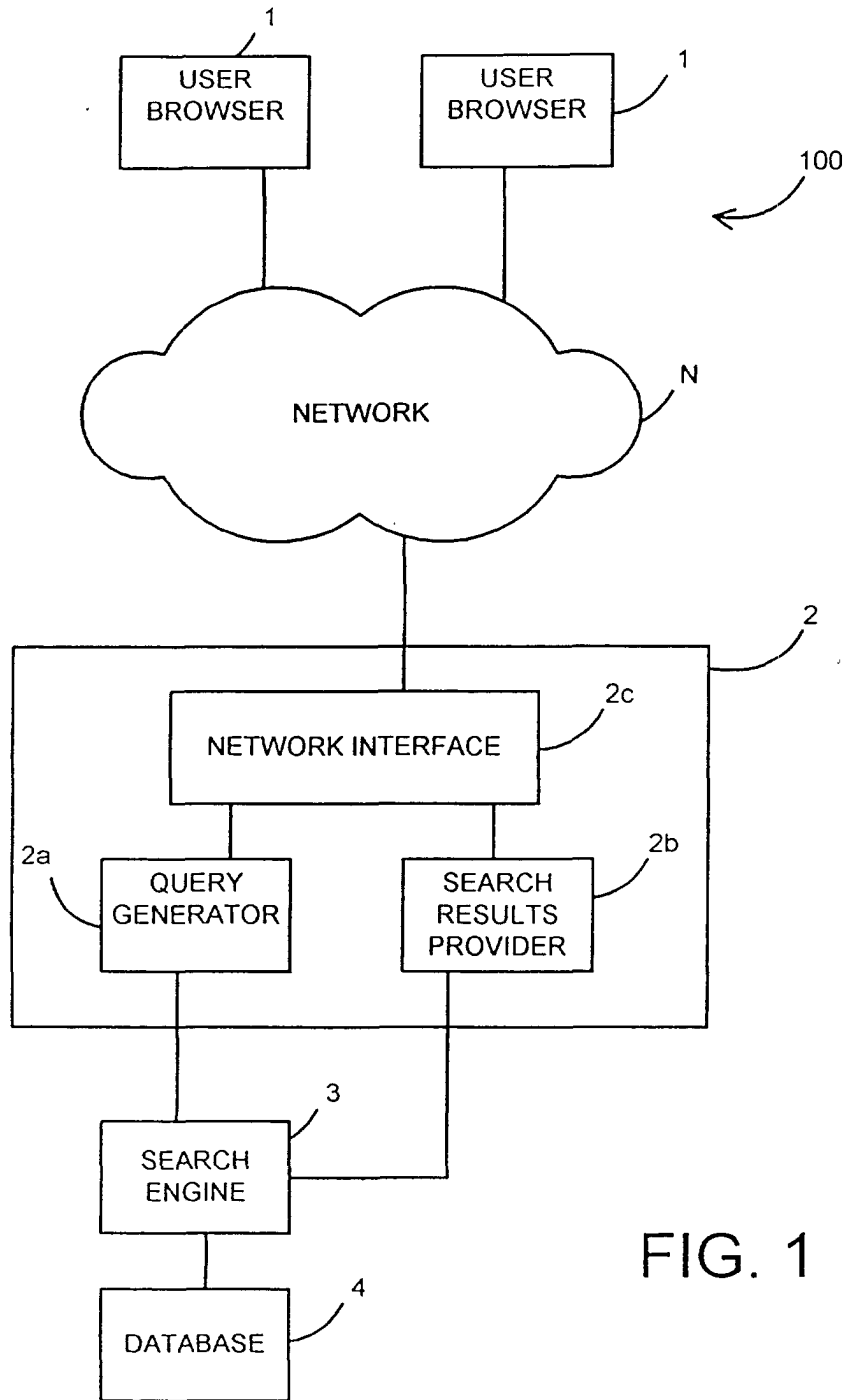 1
1
USER
BROWSER
USER
BROWSER
100
N
NETWORK
2
2c
NETWORK INTERFACE
2a
2b
QUERY
GENERATOR
SEARCH
RESULTS
PROVIDER
3
SEARCH
ENGINE
FIG. 1
4
DATABASE